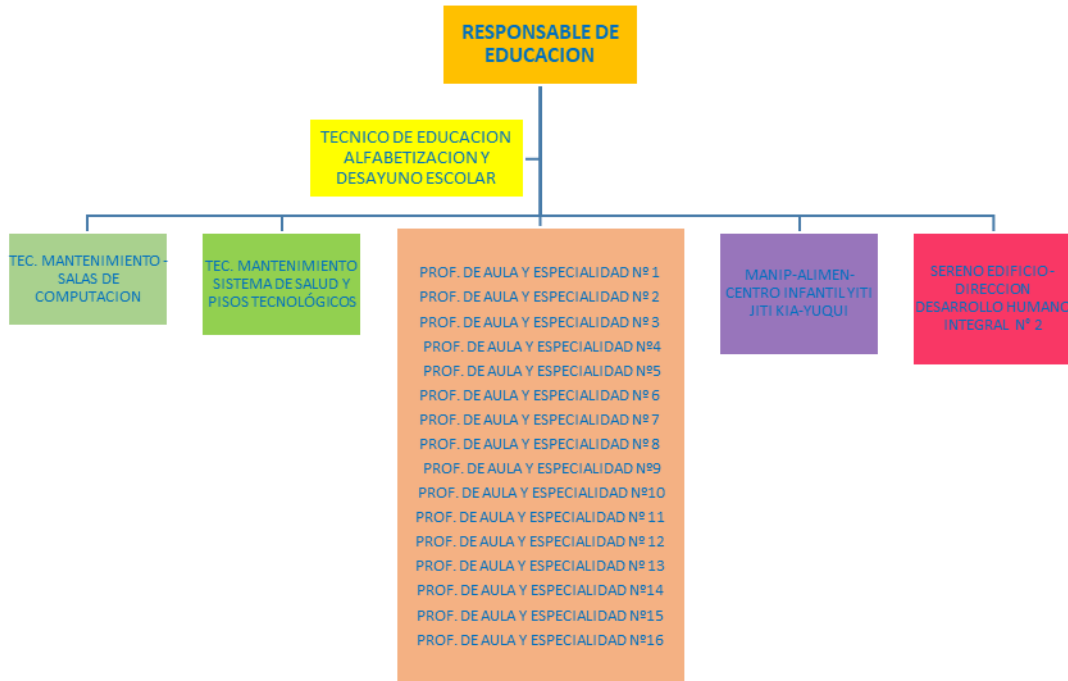 RESPONSABLE DE
EDUCACION
TECNICO DE EDUCACION
ALFABETIZACION Y
DESAYUNO ESCOLAR
TEC. MANTENIMIENTO -
SALAS DE
COMPUTACION
TEC. MANTENIMIENTO
SISTEMA DE SALUD Y
PISOS TECNOLÓGICOS
PROF. DE AULA Y ESPECIALIDAD Nº 1
PROF. DE AULA Y ESPECIALIDAD Nº 2
PROF. DE AULA Y ESPECIALIDAD Nº 3
PROF. DE AULA Y ESPECIALIDAD Nº4
PROF. DE AULA Y ESPECIALIDAD Nº5
PROF. DE AULA Y ESPECIALIDAD Nº 6
PROF. DE AULA Y ESPECIALIDAD Nº 7
PROF. DE AULA Y ESPECIALIDAD Nº 8
PROF. DE AULA Y ESPECIALIDAD Nº9
PROF. DE AULA Y ESPECIALIDAD Nº10
PROF. DE AULA Y ESPECIALIDAD Nº 11
PROF. DE AULA Y ESPECIALIDAD Nº 12
PROF. DE AULA Y ESPECIALIDAD Nº 13
PROF. DE AULA Y ESPECIALIDAD Nº14
PROF. DE AULA Y ESPECIALIDAD Nº15
PROF. DE AULA Y ESPECIALIDAD Nº16
MANIP-ALIMEN-
CENTRO INFANTIL YITI
JITI KIA-YUQUI
SERENO EDIFICIO -
DIRECCION
DESARROLLO HUMANO
INTEGRAL N° 2